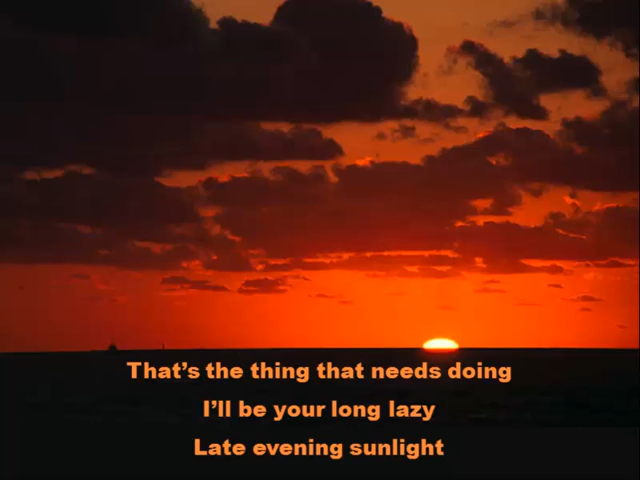 That’s the thing that needs doing
I’ll be your long lazy
Late evening sunlight